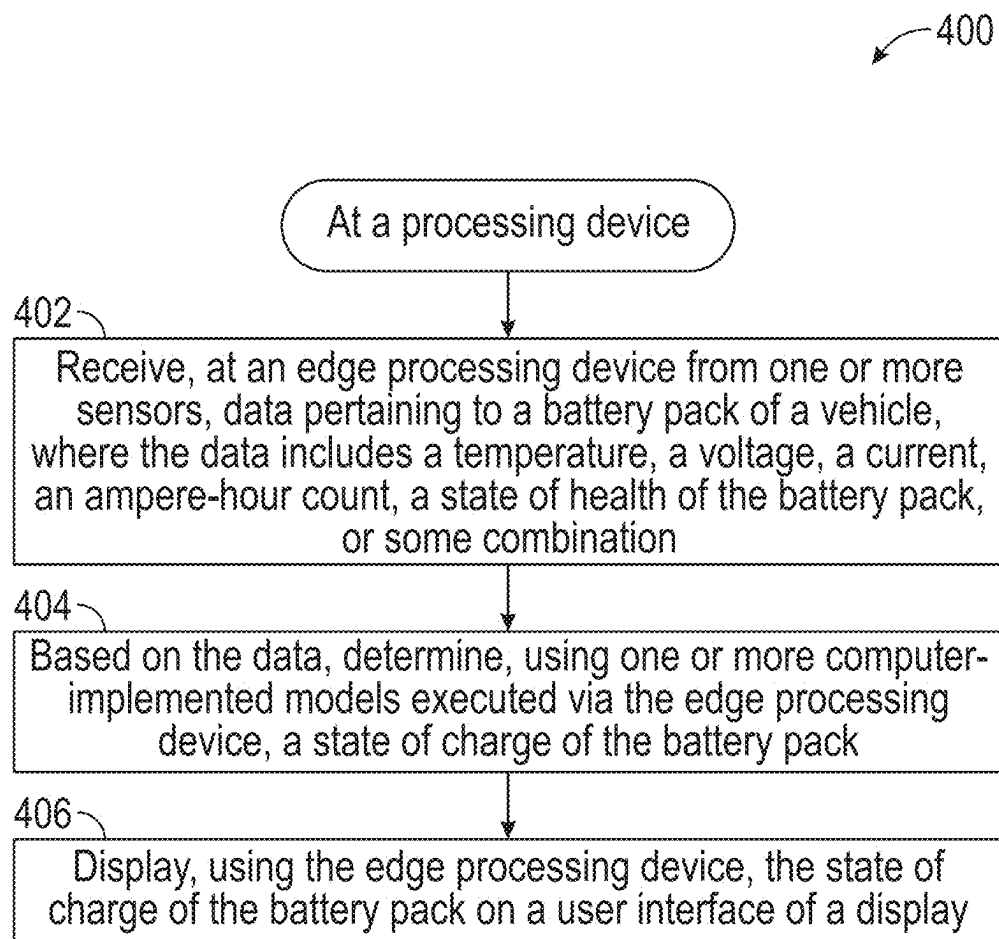 400
At a processing device
402
Receive, at an edge processing device from one or more
sensors, data pertaining to a battery pack of a vehicle,
where the data includes a temperature, a voltage, a current,
an ampere-hour count, a state of health of the battery pack,
or some combination
404
Based on the data, determine, using one or more computer-
implemented models executed via the edge processing
device, a state of charge of the battery pack
406
Display, using the edge processing device, the state of
charge of the battery pack on a user interface of a display